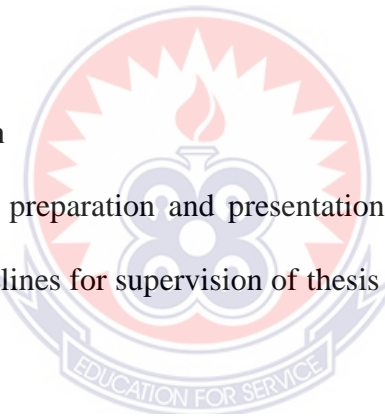 n
preparation and presentation
lines for supervision of thesis
EDUCATION FOR SERVICE